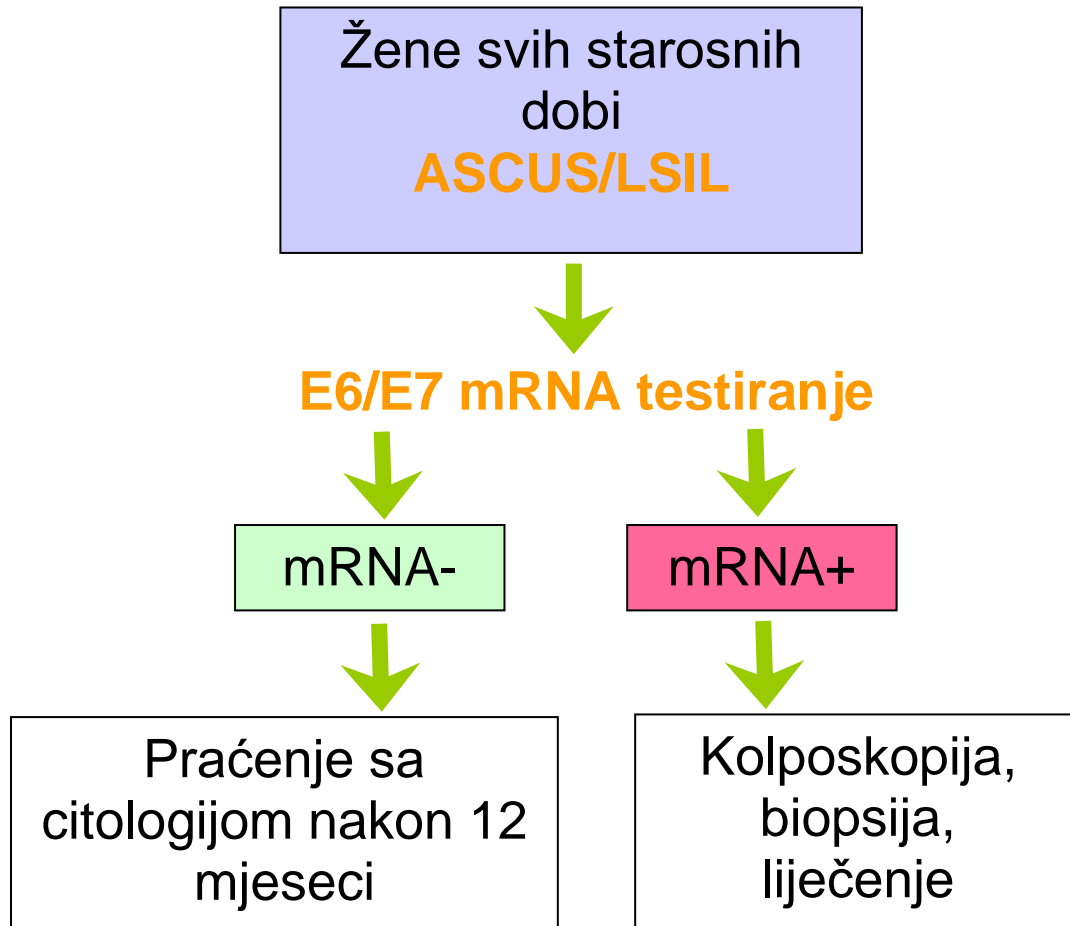 Žene svih starosnih
dobi
ASCUS/LSIL
E6/E7 mRNA testiranje
mRNA-
mRNA+
Praćenje sa
citologijom nakon 12
mjeseci
Kolposkopija,
biopsija,
liječenje